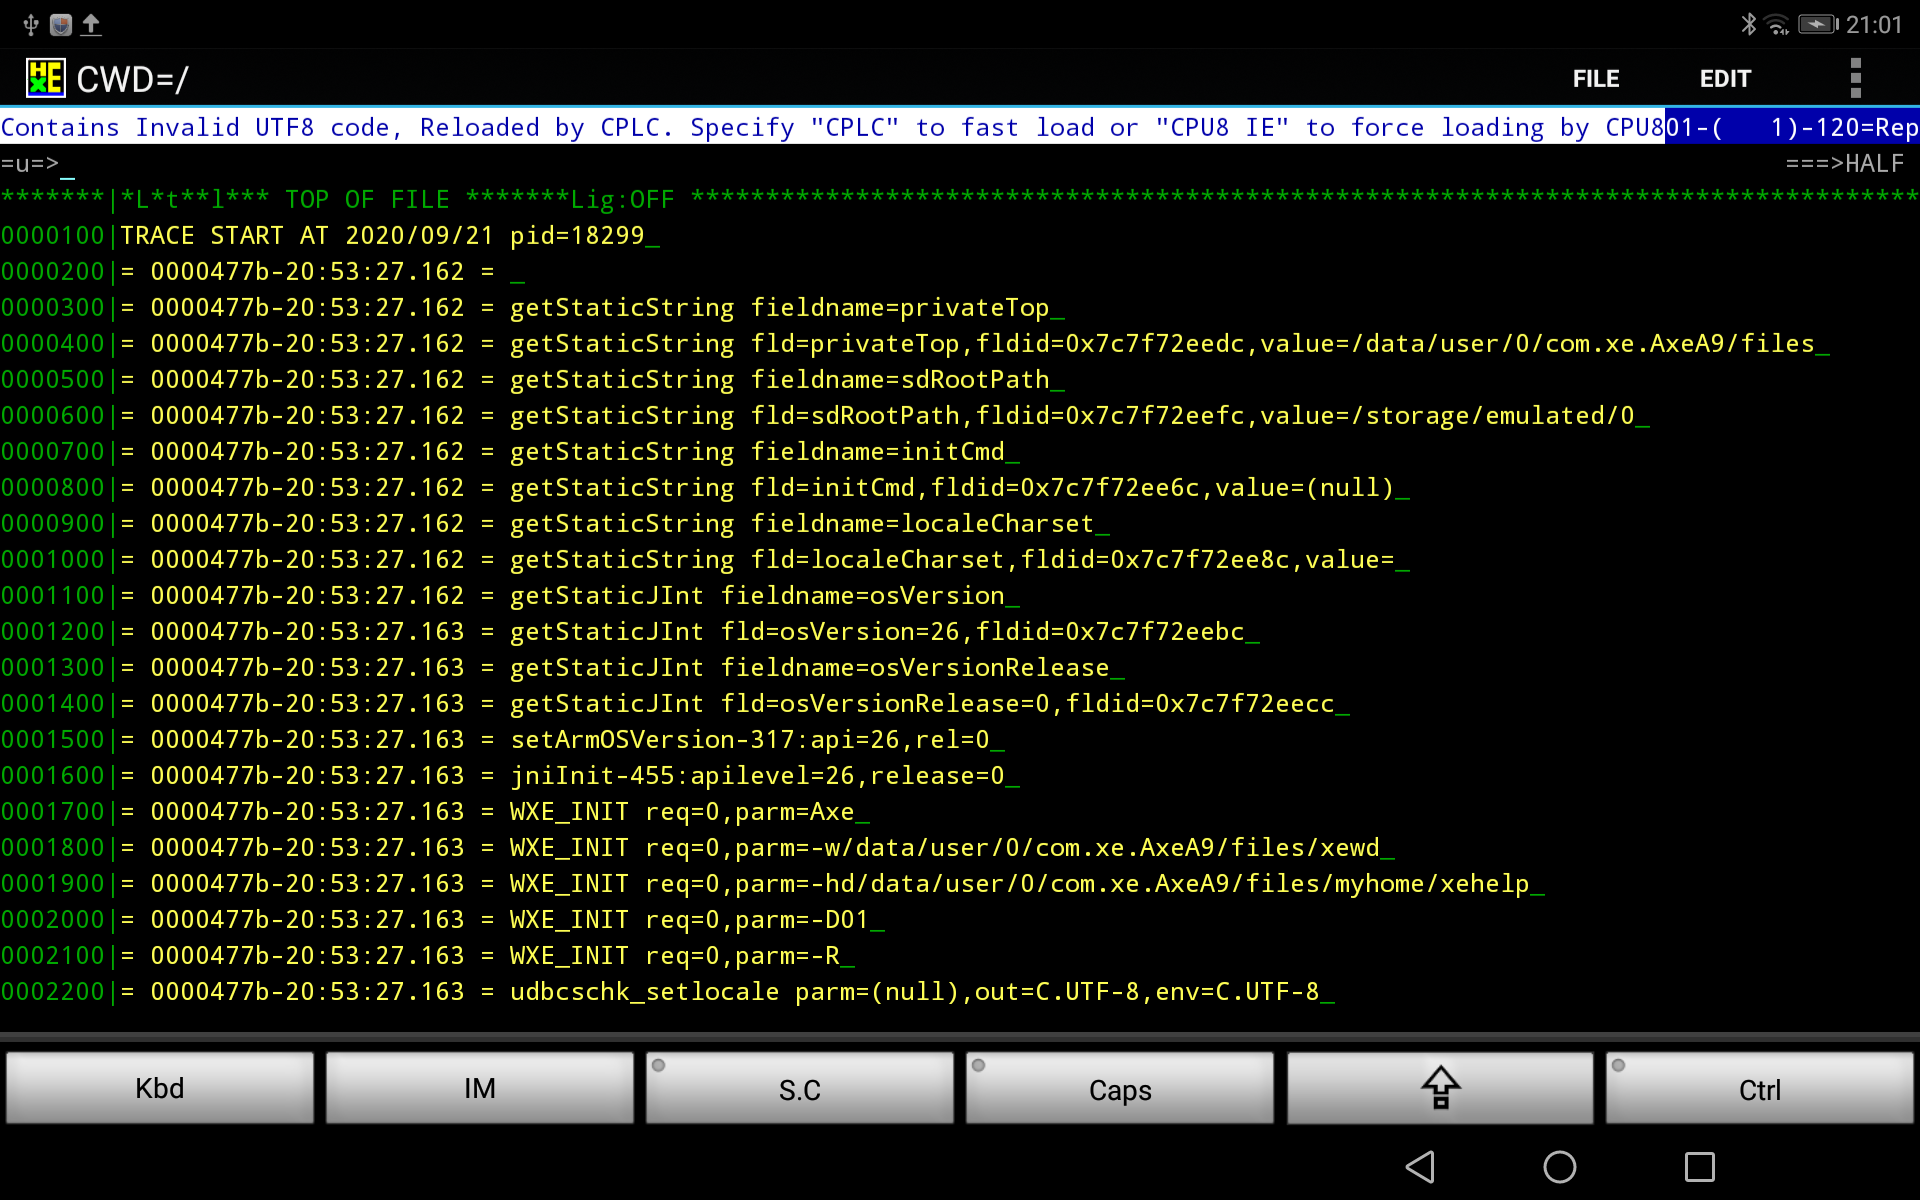 21:01
HXE CWD=/ FILE EDIT
Contains Invalid UTF8 code, Reloaded by CPLC. Specify "CPLC" to fast load or "CPU8 IE" to force loading by CPU801-(   1)-120=Rep
=u=>_ ===>HALF
*******|*L*t**l*** TOP OF FILE *******Lig:OFF **********************************************************************************
0000100|TRACE START AT 2020/09/21 pid=18299_
0000200|= 0000477b-20:53:27.162 = _
0000300|= 0000477b-20:53:27.162 = getStaticString fieldname=privateTop_
0000400|= 0000477b-20:53:27.162 = getStaticString fld=privateTop,fldid=0x7c7f72eedc,value=/data/user/0/com.xe.AxeA9/files_
0000500|= 0000477b-20:53:27.162 = getStaticString fieldname=sdRootPath_
0000600|= 0000477b-20:53:27.162 = getStaticString fld=sdRootPath,fldid=0x7c7f72eefc,value=/storage/emulated/0_
0000700|= 0000477b-20:53:27.162 = getStaticString fieldname=initCmd_
0000800|= 0000477b-20:53:27.162 = getStaticString fld=initCmd,fldid=0x7c7f72ee6c,value=(null)_
0000900|= 0000477b-20:53:27.162 = getStaticString fieldname=localeCharset_
0001000|= 0000477b-20:53:27.162 = getStaticString fld=localeCharset,fldid=0x7c7f72ee8c,value=_
0001100|= 0000477b-20:53:27.162 = getStaticJInt fieldname=osVersion_
0001200|= 0000477b-20:53:27.163 = getStaticJInt fld=osVersion=26,fldid=0x7c7f72eebc_
0001300|= 0000477b-20:53:27.163 = getStaticJInt fieldname=osVersionRelease_
0001400|= 0000477b-20:53:27.163 = getStaticJInt fld=osVersionRelease=0,fldid=0x7c7f72eecc_
0001500|= 0000477b-20:53:27.163 = setArmOSVersion-317:api=26,rel=0_
0001600|= 0000477b-20:53:27.163 = jniInit-455:apilevel=26,release=0_
0001700|= 0000477b-20:53:27.163 = WXE_INIT req=0,parm=Axe_
0001800|= 0000477b-20:53:27.163 = WXE_INIT req=0,parm=-w/data/user/0/com.xe.AxeA9/files/xewd_
0001900|= 0000477b-20:53:27.163 = WXE_INIT req=0,parm=-hd/data/user/0/com.xe.AxeA9/files/myhome/xehelp_
0002000|= 0000477b-20:53:27.163 = WXE_INIT req=0,parm=-D01_
0002100|= 0000477b-20:53:27.163 = WXE_INIT req=0,parm=-R_
0002200|= 0000477b-20:53:27.163 = udbcschk_setlocale parm=(null),out=C.UTF-8,env=C.UTF-8_
Kbd IM S.C Caps Ctrl